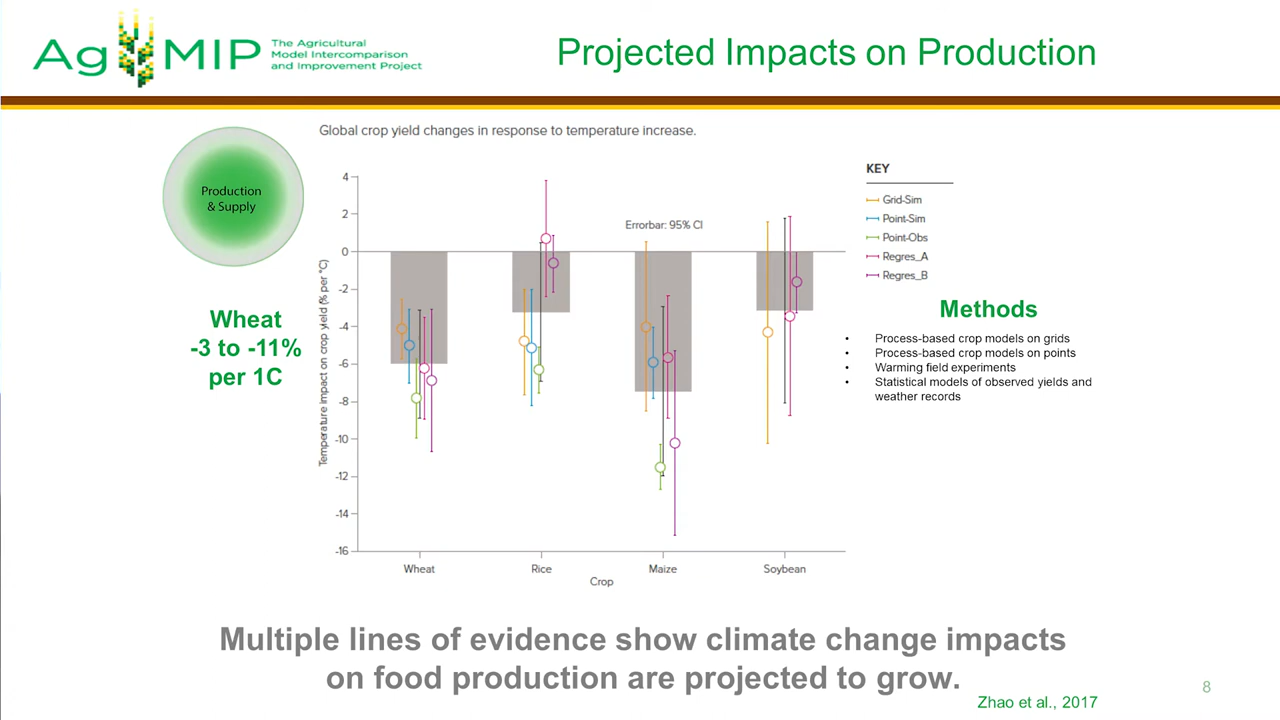 AgMIP
The Agricultural
Model Intercomparison
and Improvement Project
Projected Impacts on Production
Production
& Supply
Wheat
-3 to -11%
per 1C
Global crop yield changes in response to temperature increase.
Temperature impact on crop yield (% per °C)
4
2
0
-2
-4
-6
-8
-10
-12
-14
-16
Errorbar: 95% CI
Wheat
Rice
Maize
Soybean
Crop
KEY
Grid-Sim
Point-Sim
Point-Obs
Regres_A
Regres_B
Methods
• Process-based crop models on grids
• Process-based crop models on points
• Warming field experiments
• Statistical models of observed yields and
weather records
Multiple lines of evidence show climate change impacts
on food production are projected to grow.
Zhao et al., 2017
8